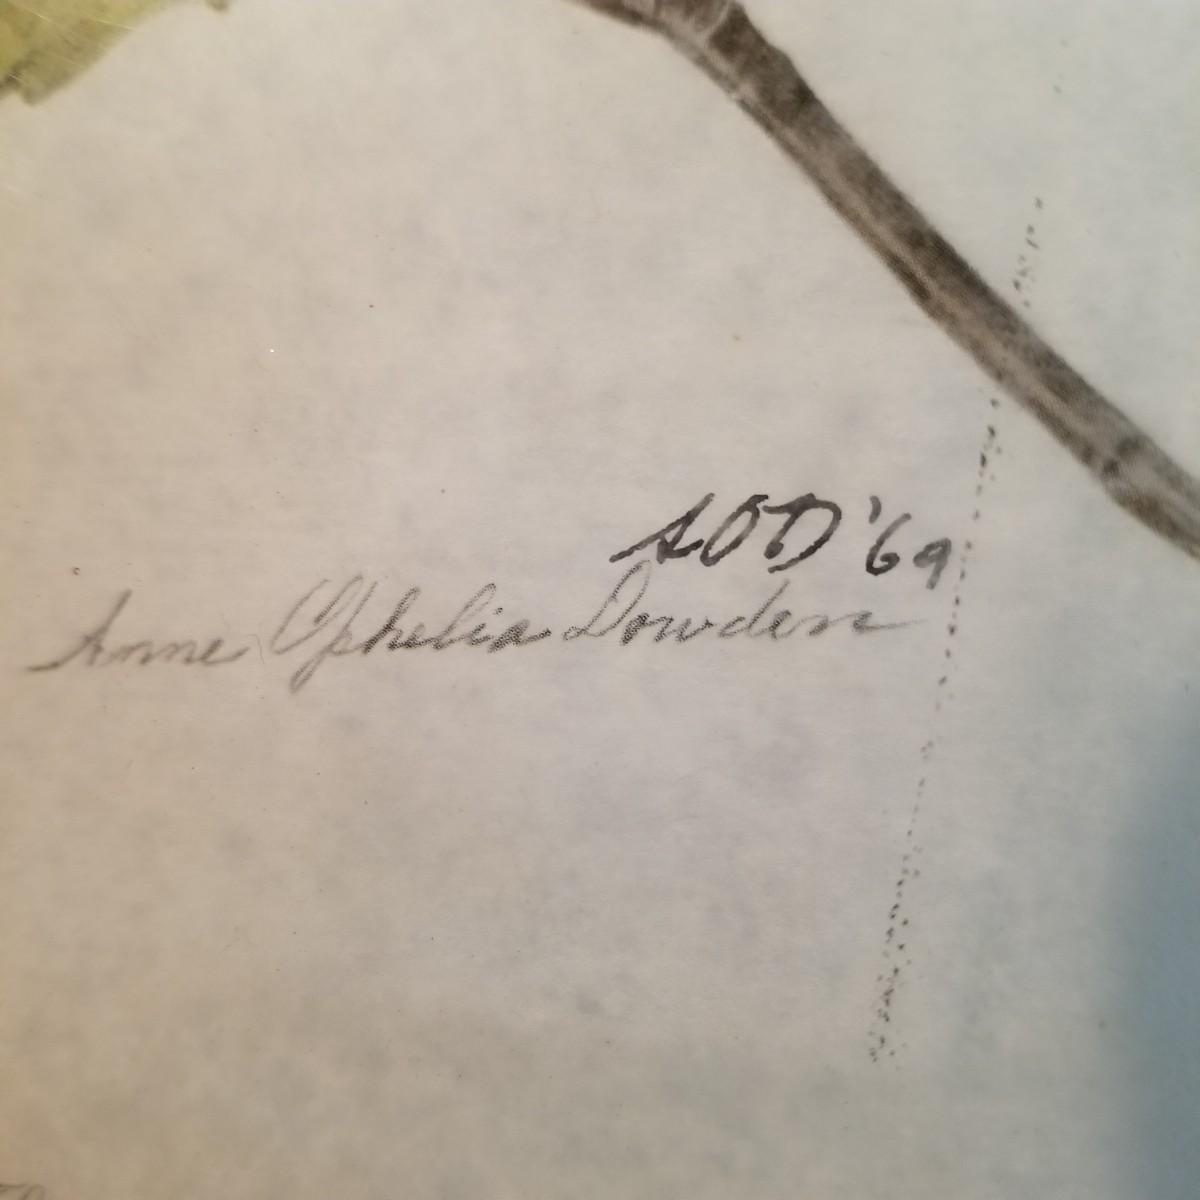 AOD '69
Anne Ophelia Dowden